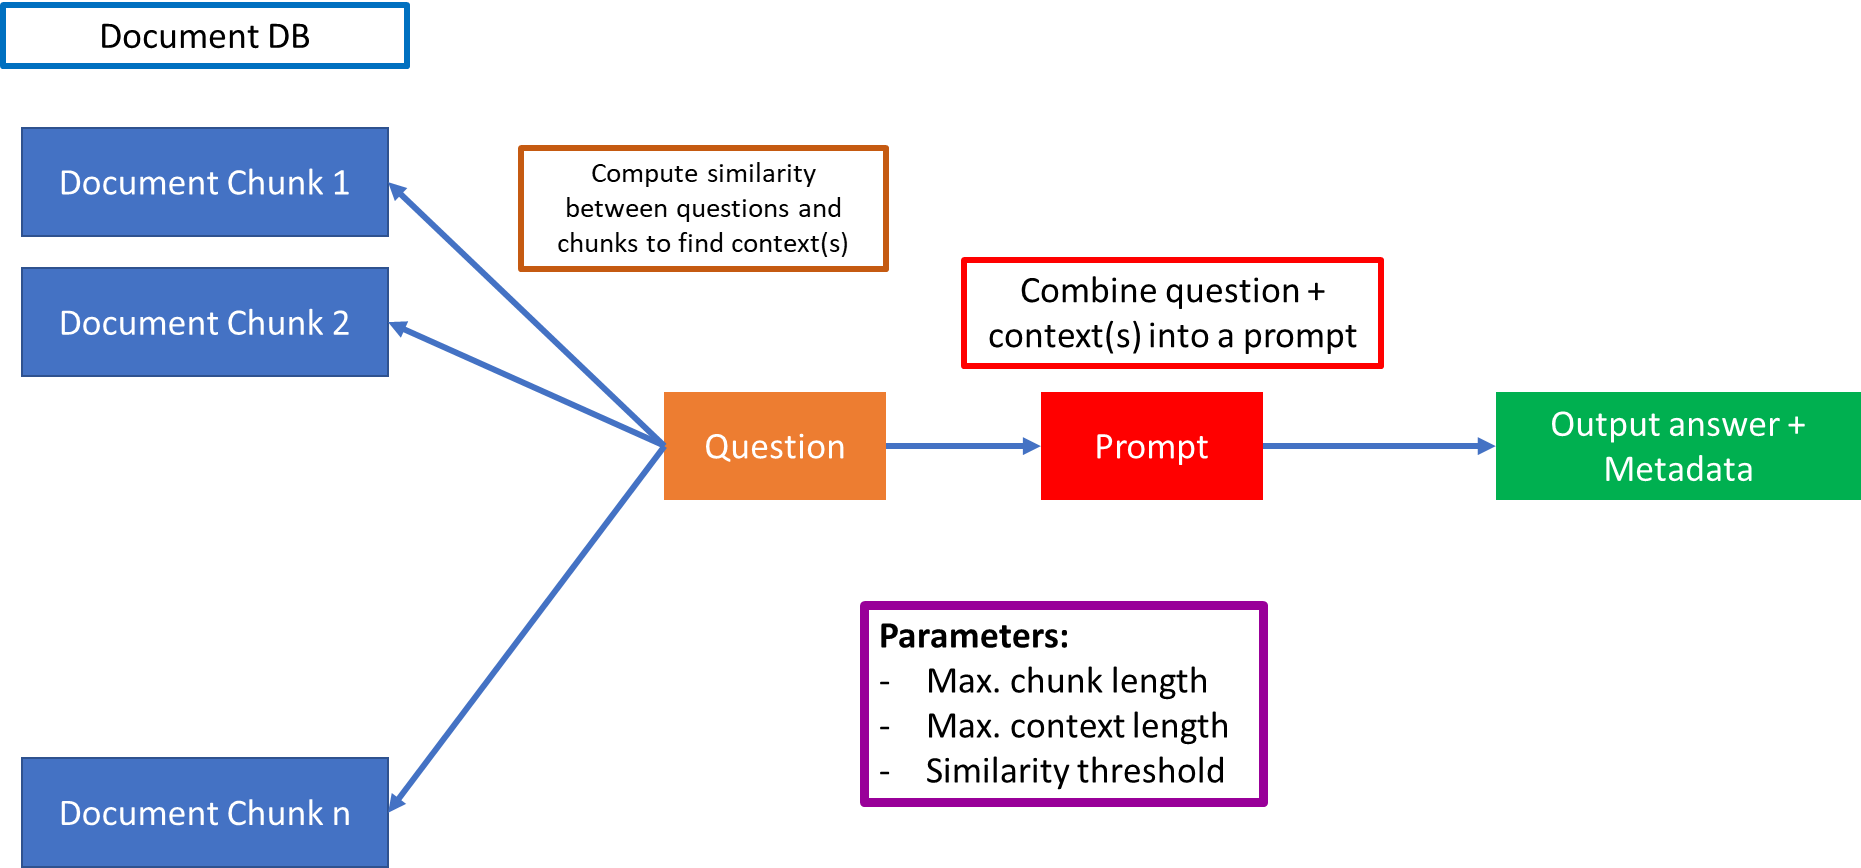 Document DB
Document Chunk 1
Compute similarity
between questions and
chunks to find context(s)
Document Chunk 2
Combine question +
context(s) into a prompt
Question
Prompt
Output answer +
Metadata
Parameters:
- Max. chunk length
- Max. context length
- Similarity threshold
Document Chunk n